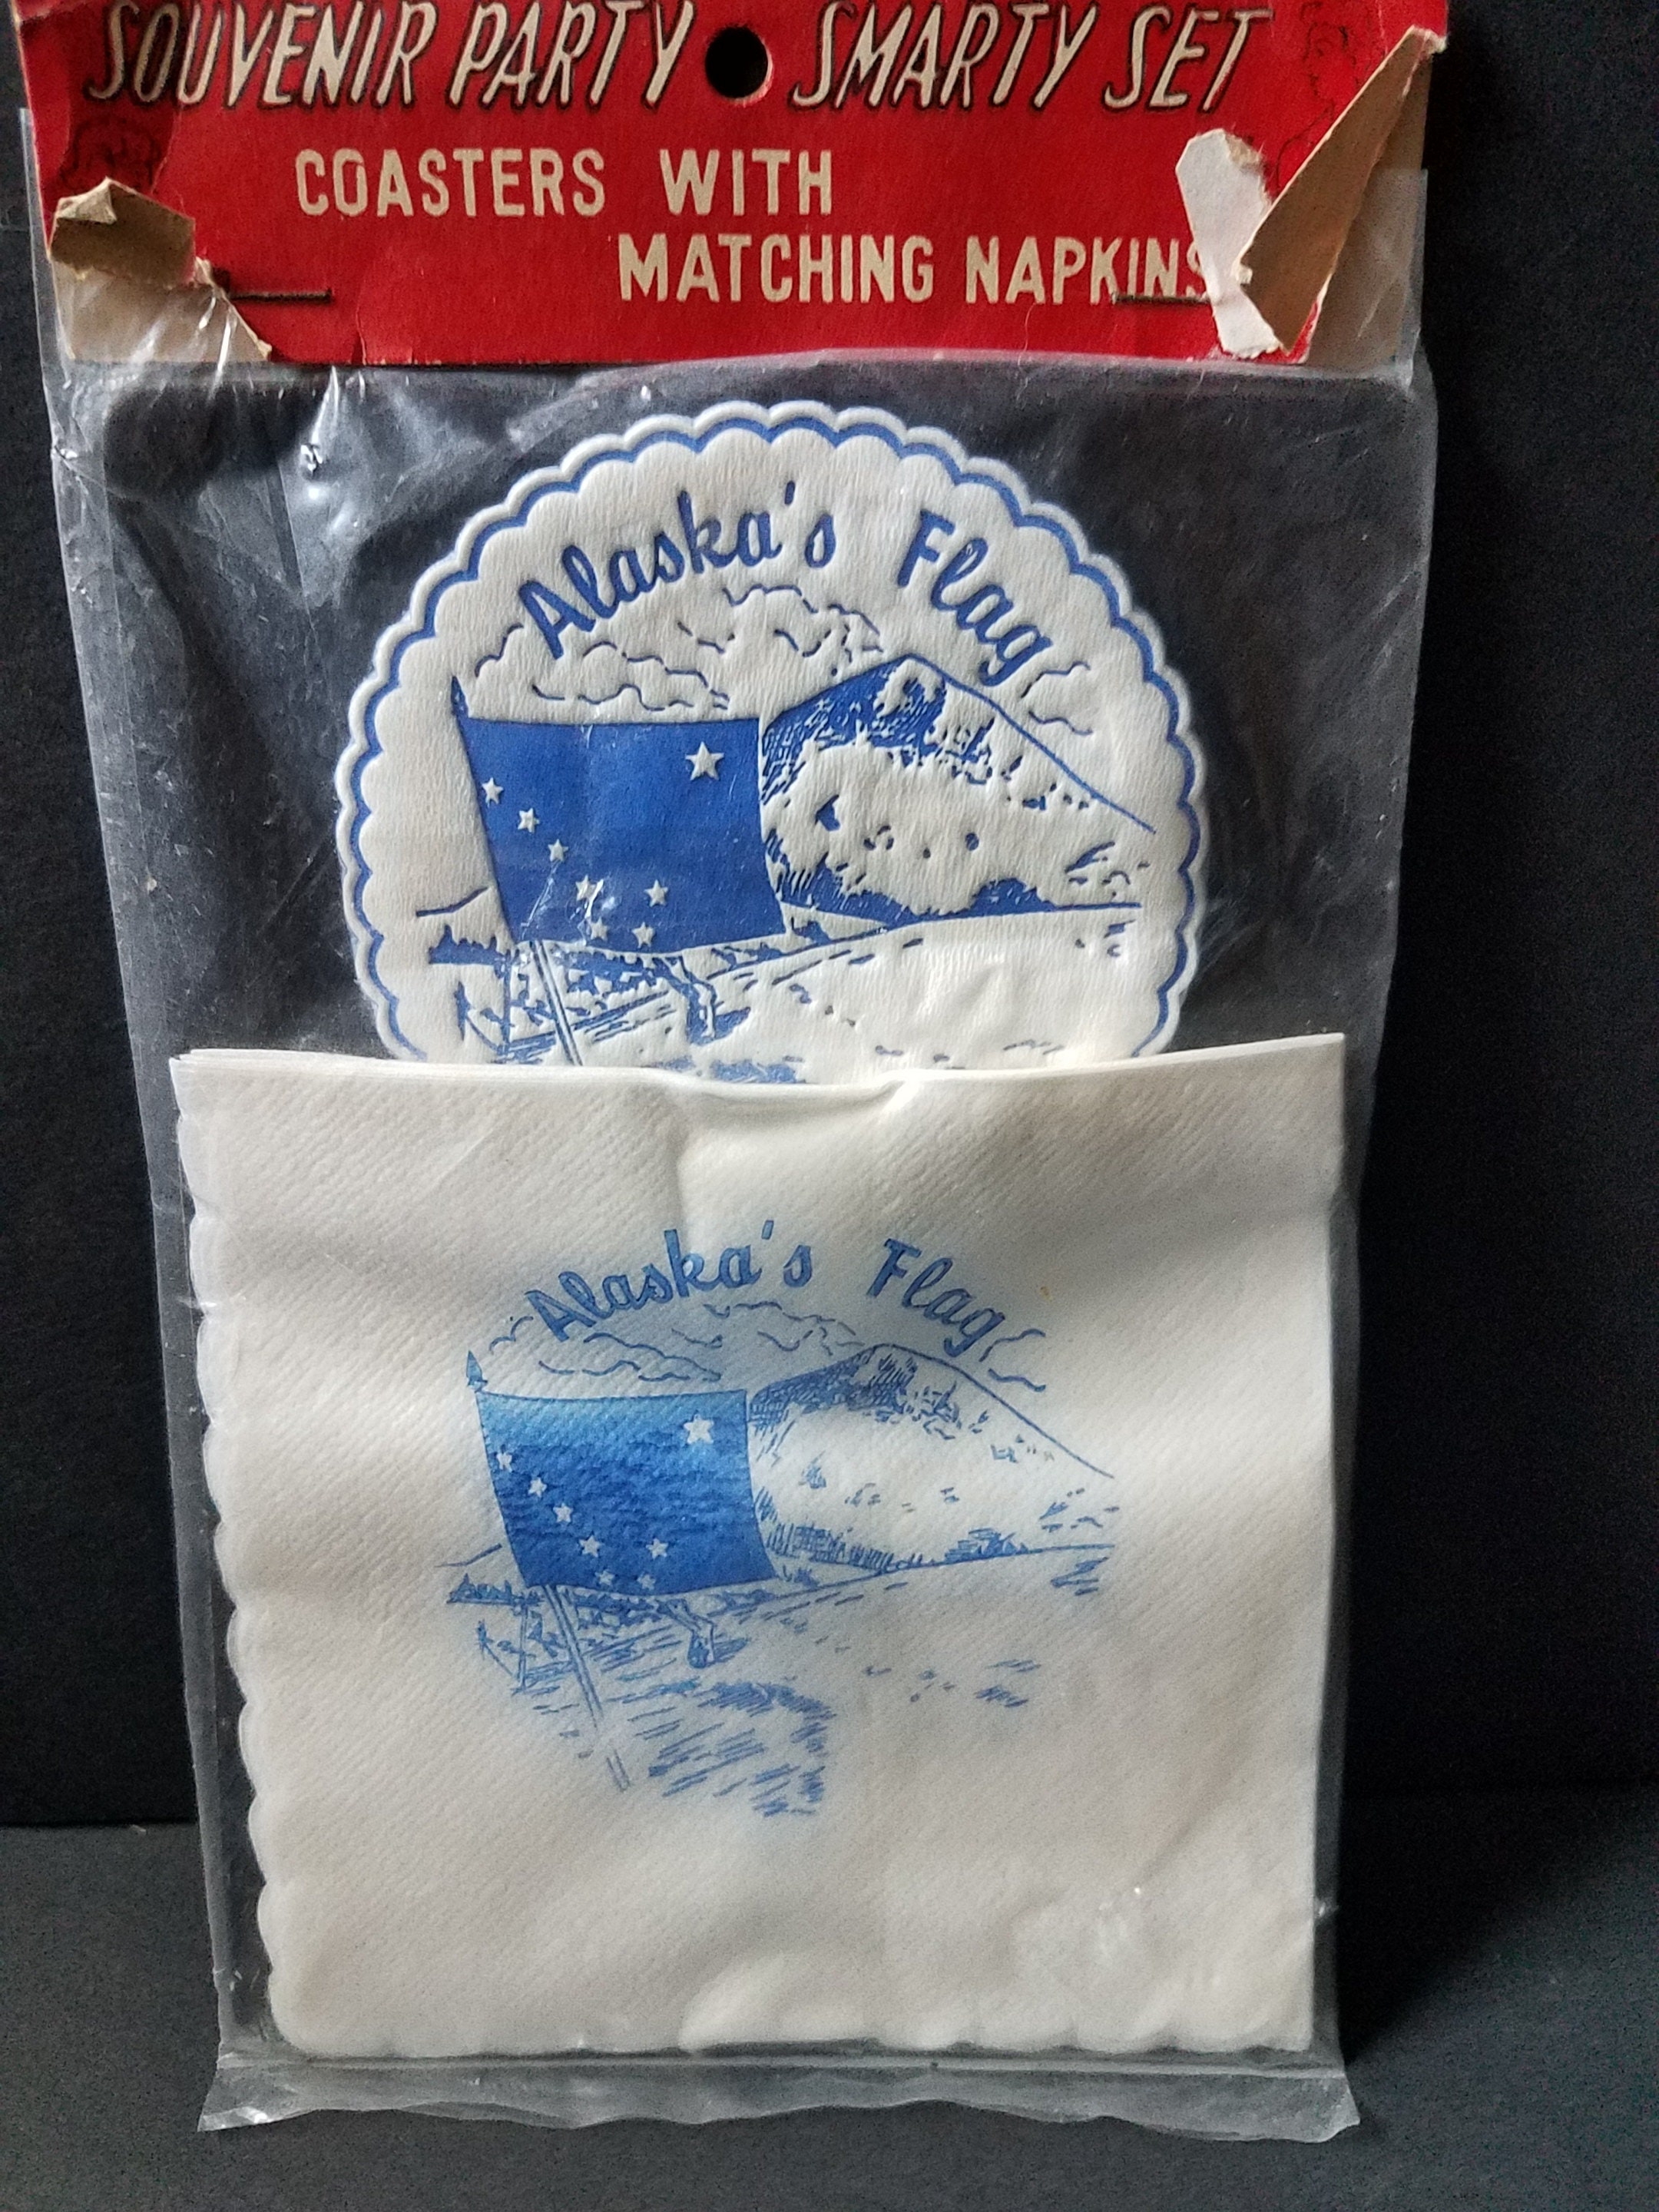 SOUVENIR PARTY • SMARTY SET
COASTERS WITH
MATCHING NAPKINS
Alaska's Flag
Alaska's Flag